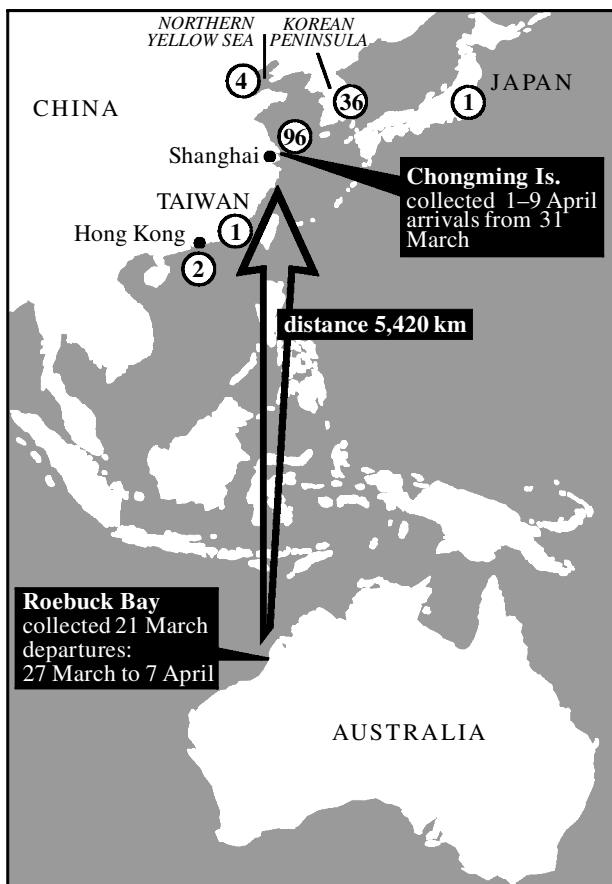 NORTHERN
YELLOW SEA
KOREAN
PENINSULA
4
36
1
JAPAN
CHINA
96
Shanghai
Chongming Is.
collected 1–9 April
arrivals from 31
March
TAIWAN
Hong Kong
1
2
distance 5,420 km
Roebuck Bay
collected 21 March
departures:
27 March to 7 April
AUSTRALIA